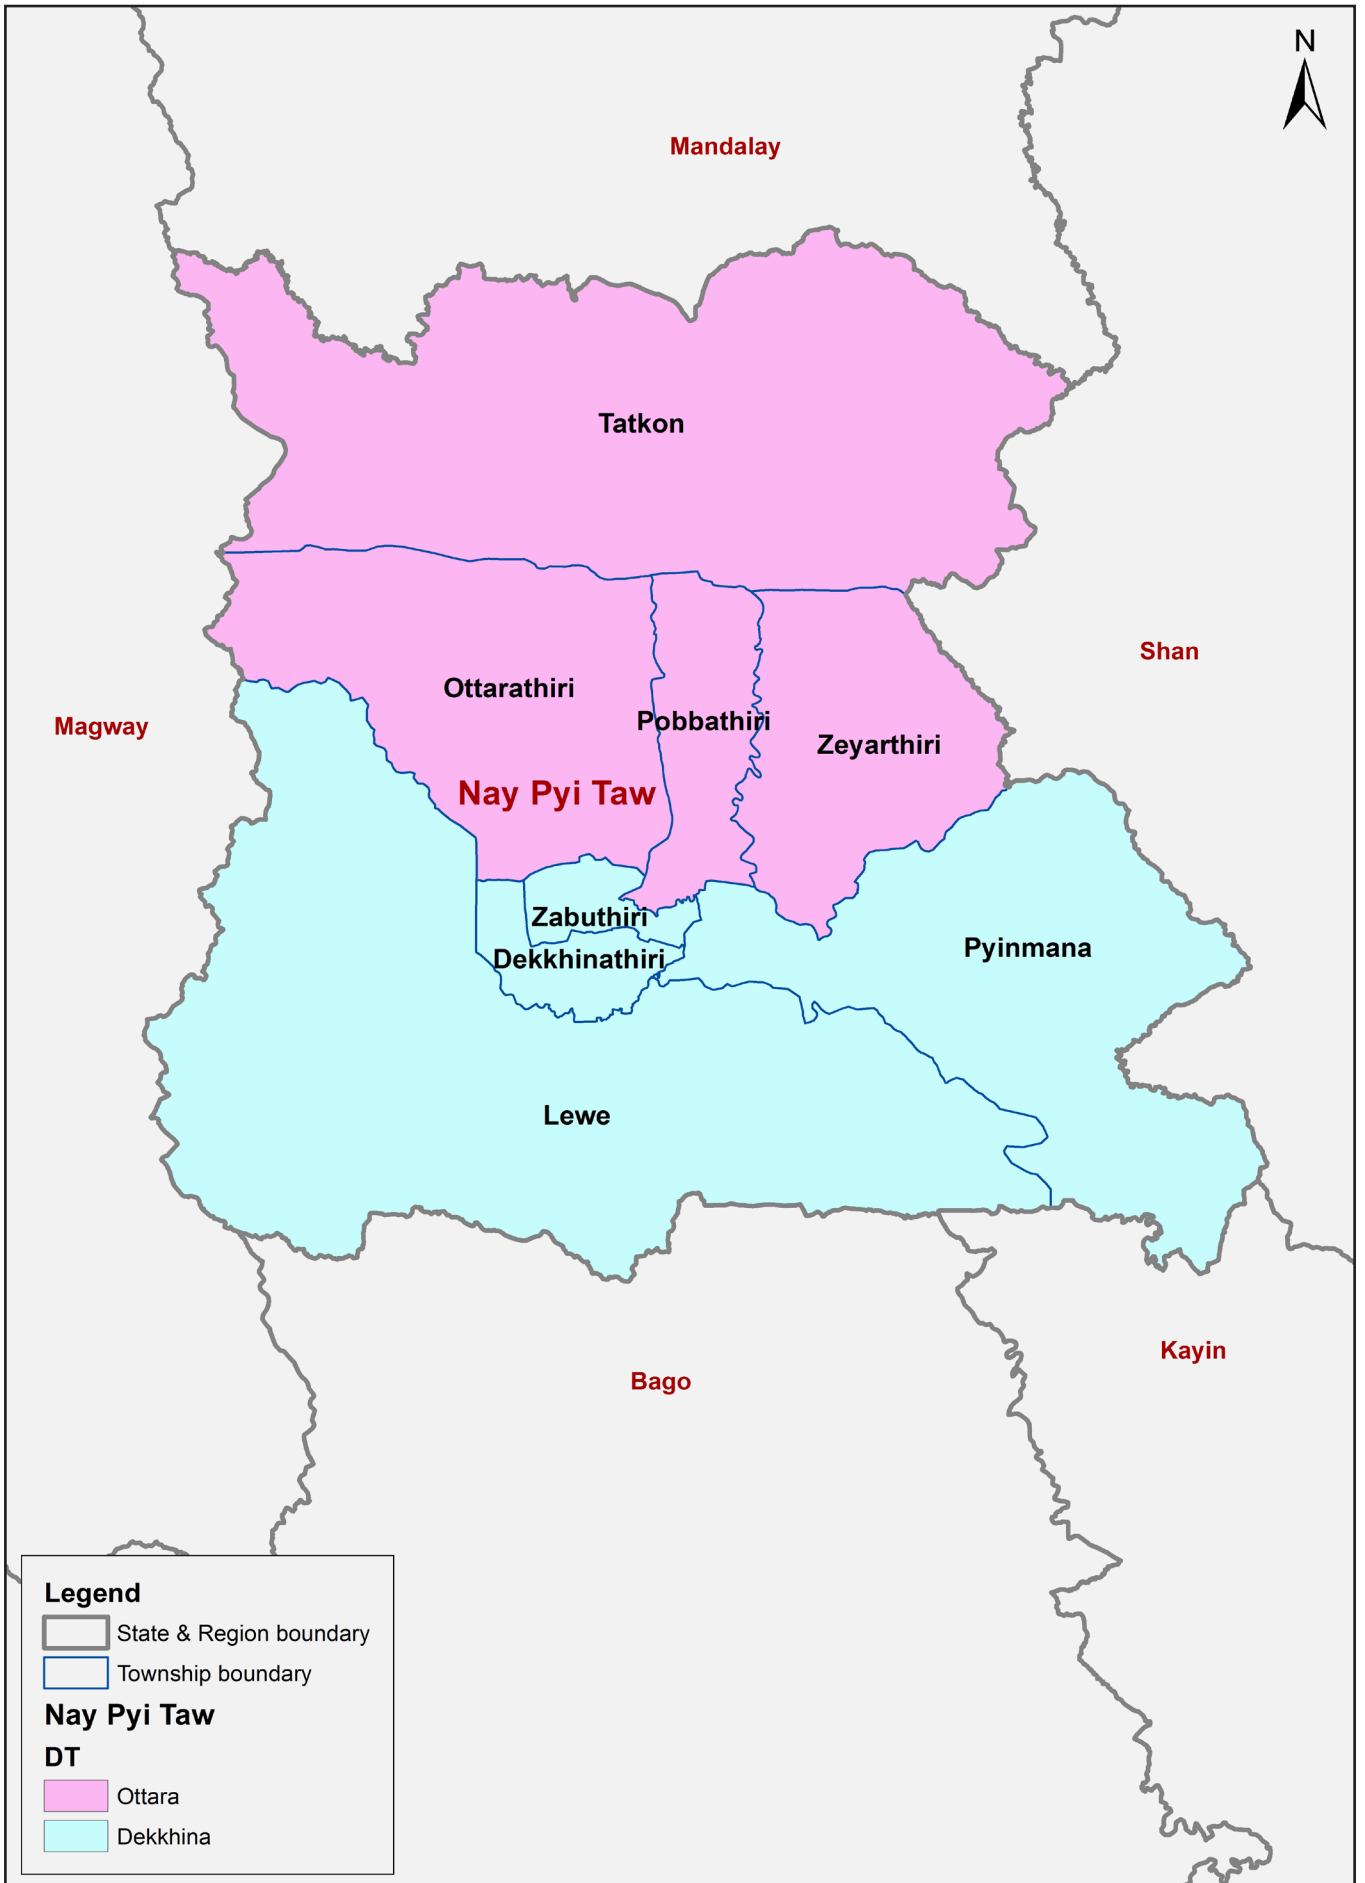 N
Mandalay
Tatkon
Shan
Ottarathiri
Pobbathiri
Magway
Zeyarthiri
Nay Pyi Taw
Zabuthiri
Pyinmana
Dekkhinathiri
Lewe
Kayin
Bago
Legend
State & Region boundary
Township boundary
Nay Pyi Taw
DT
Ottara
Dekkhina